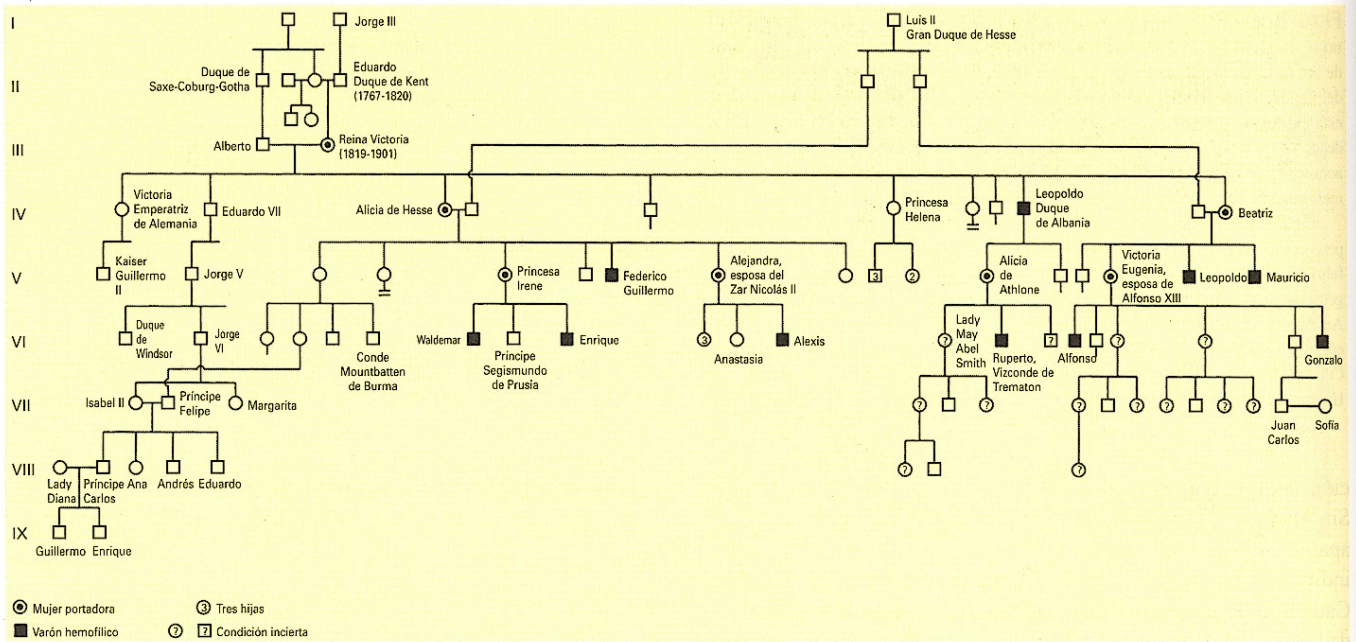 I
Jorge III
Luis II
Gran Duque de Hesse
II
Duque de
Saxe-Coburg-Gotha
Eduardo
Duque de Kent
(1767-1820)
III
Alberto
Reina Victoria
(1819-1901)
IV
Victoria
Emperatriz
de Alemania
Eduardo VII
Alicia de Hesse
Princesa
Helena
Leopoldo
Duque
de Albania
Beatriz
V
Kaiser
Guillermo
II
Jorge V
Princesa
Irene
Federico
Guillermo
Alejandra,
esposa del
Zar Nicolás II
3
2
Alicia
de
Athlone
Victoria
Eugenia,
esposa de
Alfonso XIII
Leopoldo
Mauricio
VI
Duque
de
Windsor
Jorge
VI
Conde
Mountbatten
de Burma
Waldemar
Príncipe
Segismundo
de Prusia
Enrique
3
Anastasia
Alexis
?
Lady
May
Abel
Smith
Ruperto,
Vizconde de
Trematon
?
Alfonso
?
?
Gonzalo
VII
Isabel II
Príncipe
Felipe
Margarita
?
?
?
?
?
?
?
Juan
Carlos
Sofía
VIII
Lady
Diana
Príncipe
Carlos
Ana
Andrés
Eduardo
?
?
IX
Guillermo
Enrique
Mujer portadora
3 Tres hijas
Varón hemofílico
? ? Condición incierta